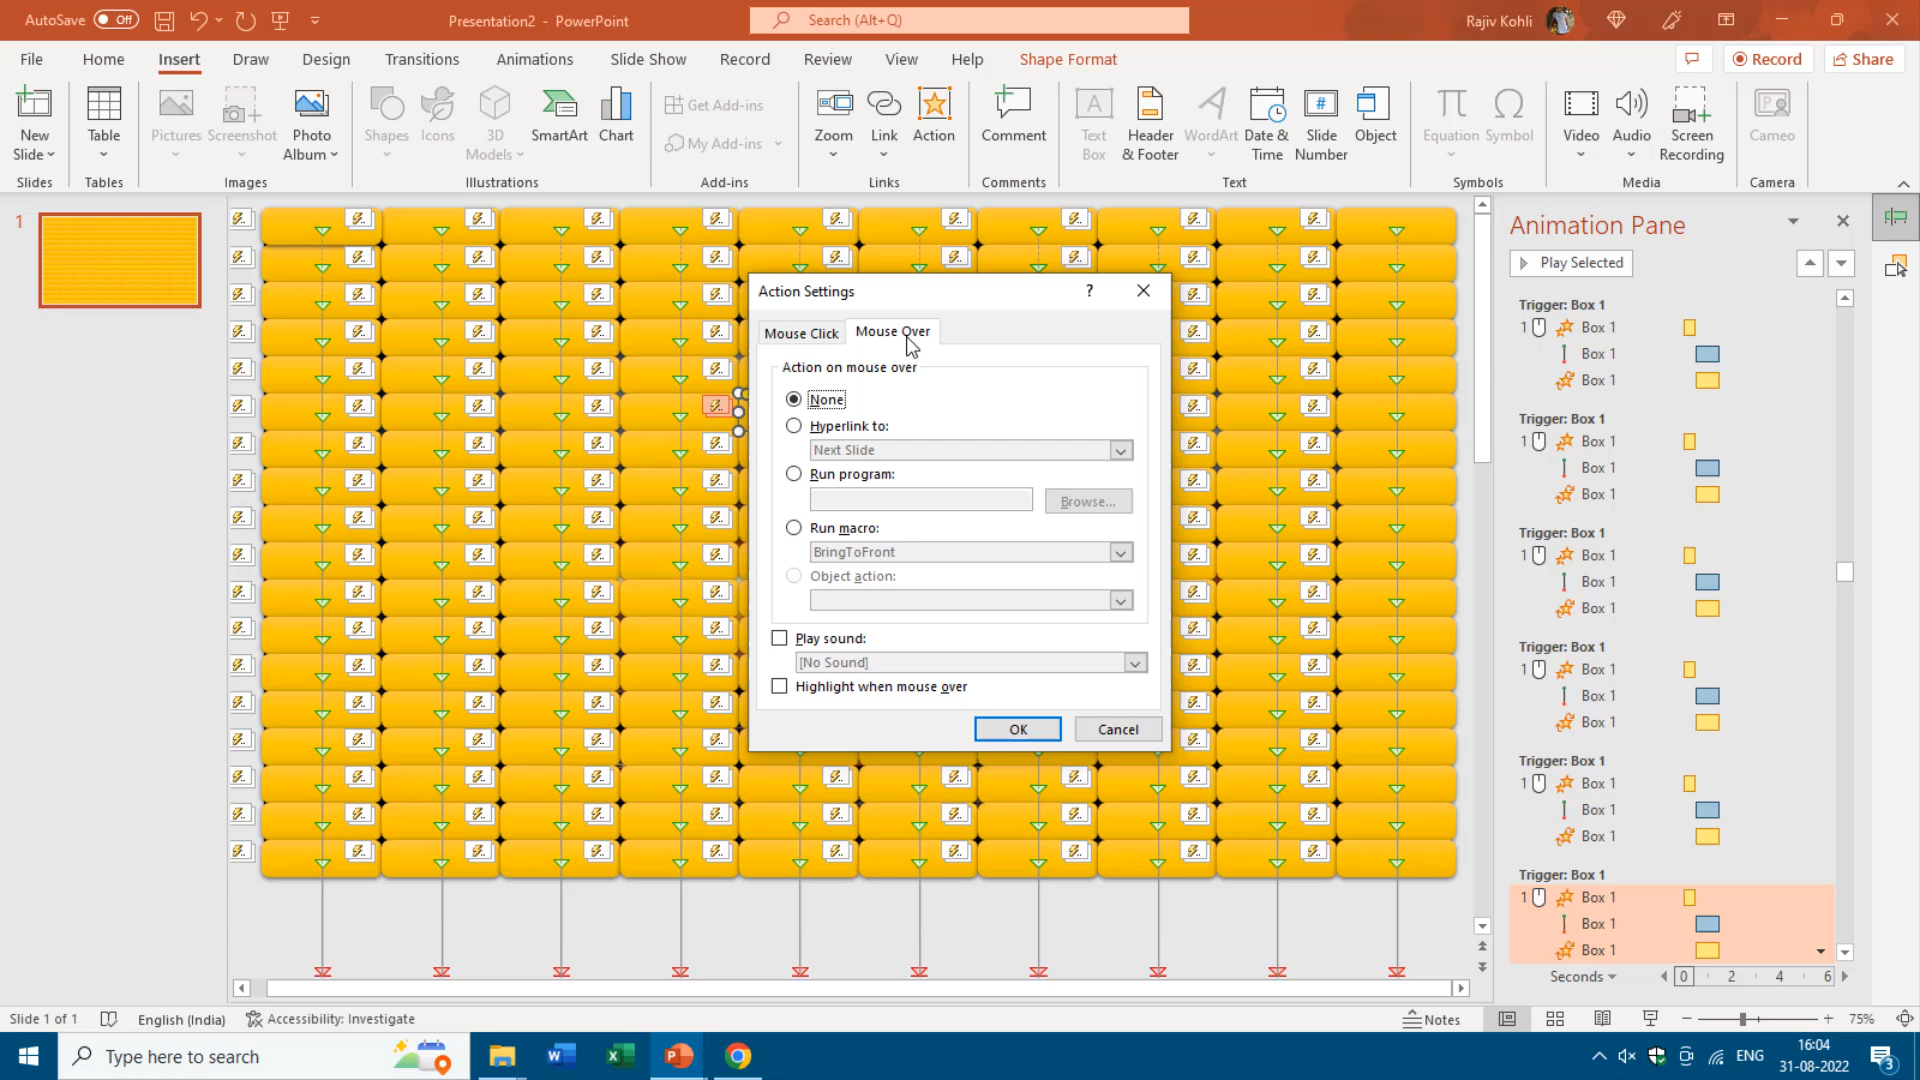 AutoSave Off
Presentation2 - PowerPoint
Search (Alt+Q)
Rajiv Kohli
File Home Insert Draw Design Transitions Animations Slide Show Record Review View Help Shape Format
Record Share
New Slide
Table
Pictures
Screenshot
Photo Album
Shapes
Icons
3D Models
SmartArt
Chart
Get Add-ins
My Add-ins
Zoom
Link
Action
Comment
Text Box
Header & Footer
WordArt
Date & Time
Slide Number
Object
Equation
Symbol
Video
Audio
Screen Recording
Cameo
Slides Tables Images Illustrations Add-ins Links Comments Text Symbols Media Camera
1
Action Settings
?
Mouse Click
Mouse Over
Action on mouse over
None
Hyperlink to:
Next Slide
Run program:
Browse...
Run macro:
BringToFront
Object action:
Play sound:
[No Sound]
Highlight when mouse over
OK
Cancel
Animation Pane
Play Selected
Trigger: Box 1
1 Box 1
Box 1
Box 1
Trigger: Box 1
1 Box 1
Box 1
Box 1
Trigger: Box 1
1 Box 1
Box 1
Box 1
Trigger: Box 1
1 Box 1
Box 1
Box 1
Trigger: Box 1
1 Box 1
Box 1
Box 1
Trigger: Box 1
1 Box 1
Box 1
Box 1
Seconds 0 2 4 6
Slide 1 of 1
English (India)
Accessibility: Investigate
Notes
75%
Type here to search
ENG
16:04
31-08-2022
3